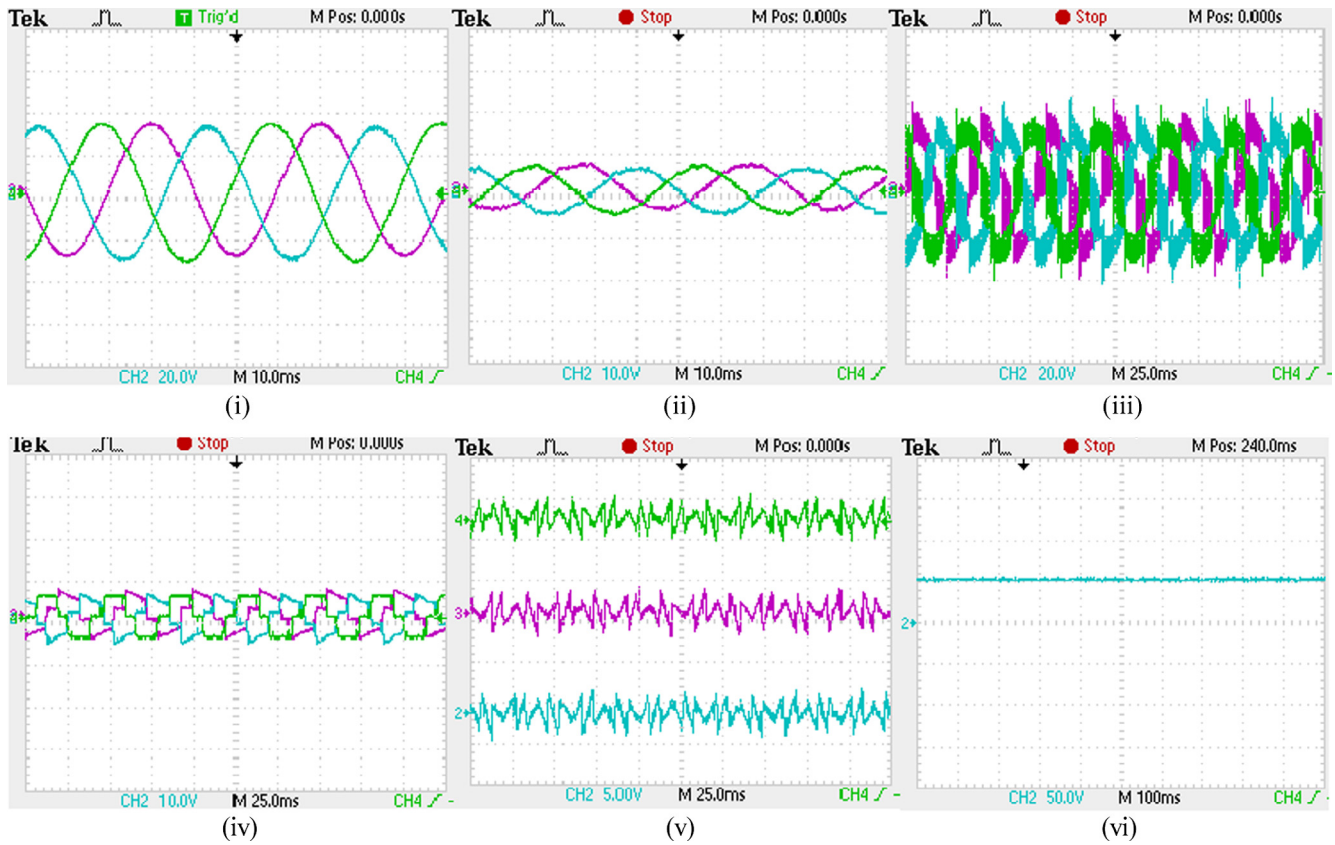 Tek T Trig'd M Pos: 0.000s
CH2 20.0V M 10.0ms CH4
(i)
Tek Stop M Pos: 0.000s
CH2 10.0V M 10.0ms CH4
(ii)
Tek Stop M Pos: 0.000s
CH2 20.0V M 25.0ms CH4
(iii)
Tek Stop M Pos: 0.000s
CH2 10.0V M 25.0ms CH4
(iv)
Tek Stop M Pos: 0.000s
4
3
2
CH2 5.00V M 25.0ms CH4
(v)
Tek Stop M Pos: 240.0ms
2
CH2 50.0V M 100ms CH4
(vi)